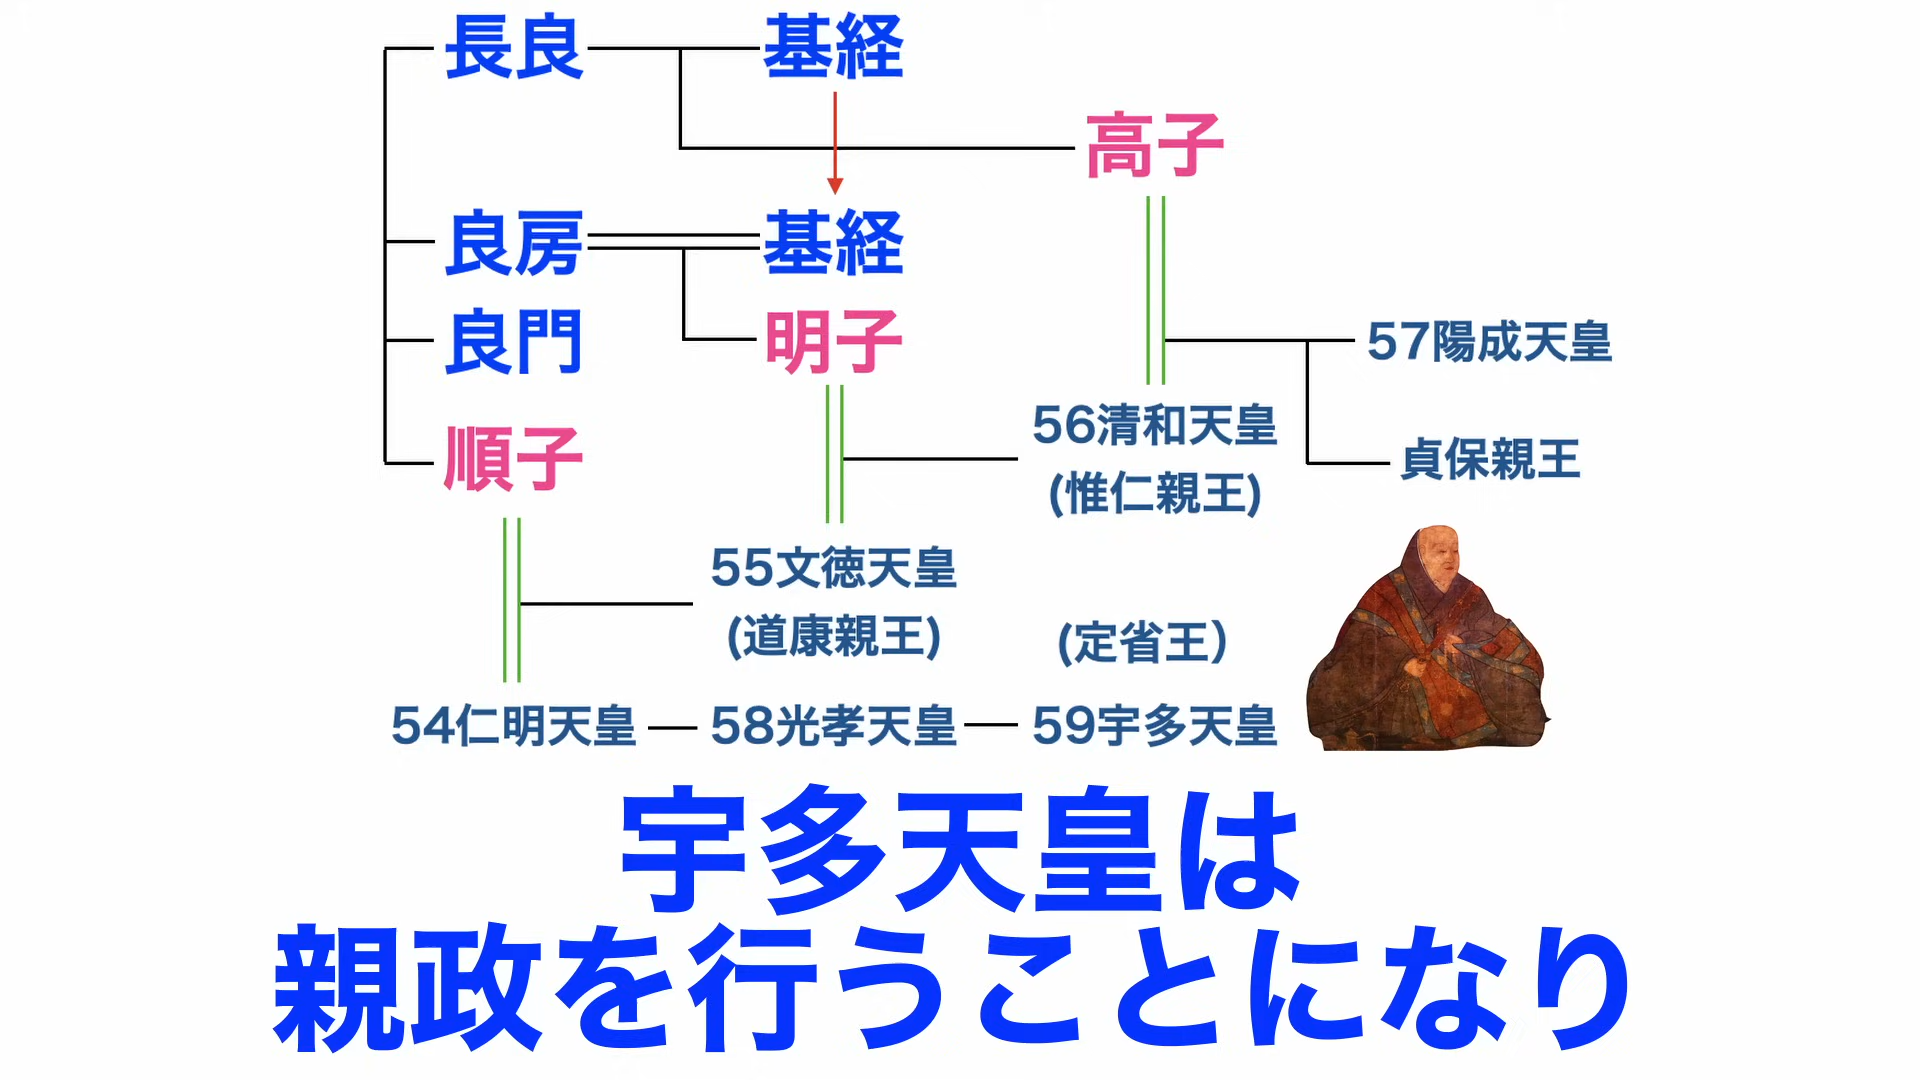 長良
基経
高子
良房
基経
良門
明子
57陽成天皇
56清和天皇
(惟仁親王)
貞保親王
順子
55文徳天皇
(道康親王)
(定省王）
54仁明天皇
58光孝天皇
59宇多天皇
宇多天皇は
親政を行うことになり